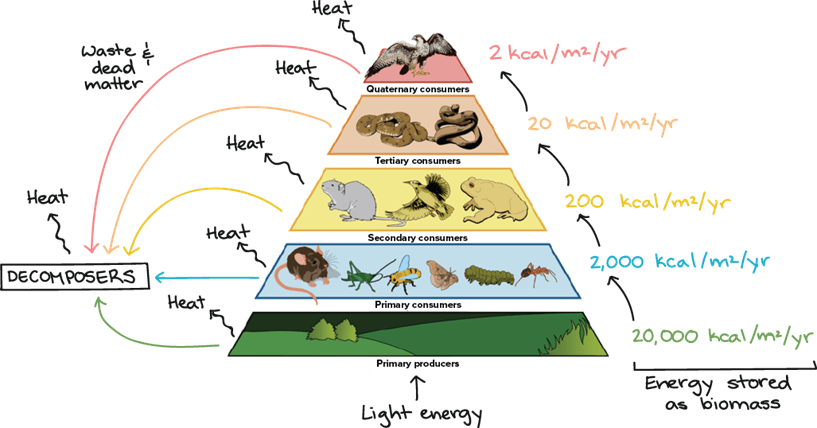 Heat
Waste &
dead
matter
Quaternary consumers
2 kcal/m²/yr
Heat
Tertiary consumers
20 kcal/m²/yr
Heat
Secondary consumers
200 kcal/m²/yr
Heat
DECOMPOSERS
Heat
Primary consumers
2,000 kcal/m²/yr
Heat
Primary producers
20,000 kcal/m²/yr
Light energy
Energy stored
as biomass